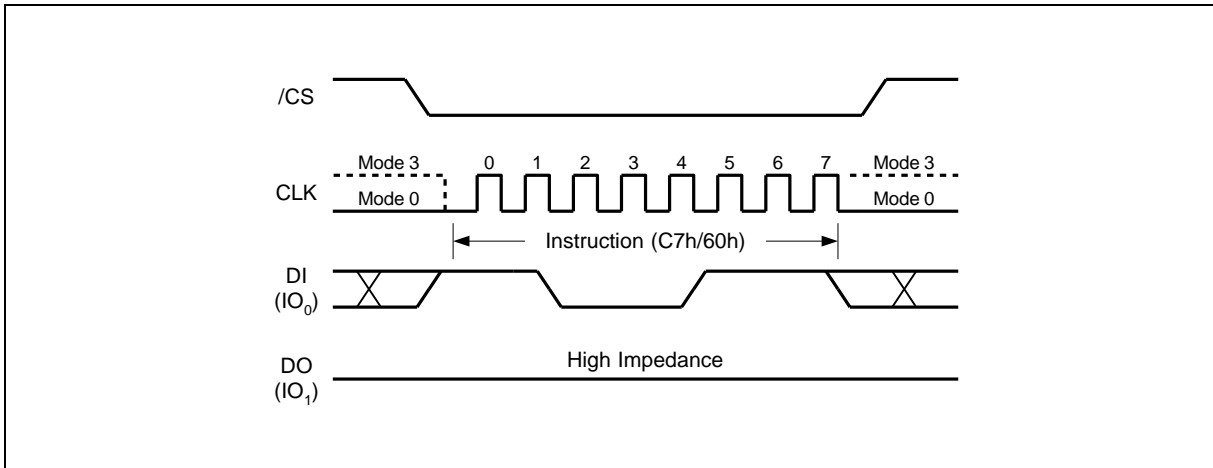 /CS
Mode 3 0 1 2 3 4 5 6 7 Mode 3
CLK
Mode 0 Mode 0
Instruction (C7h/60h)
DI
(IO0)
High Impedance
DO
(IO1)